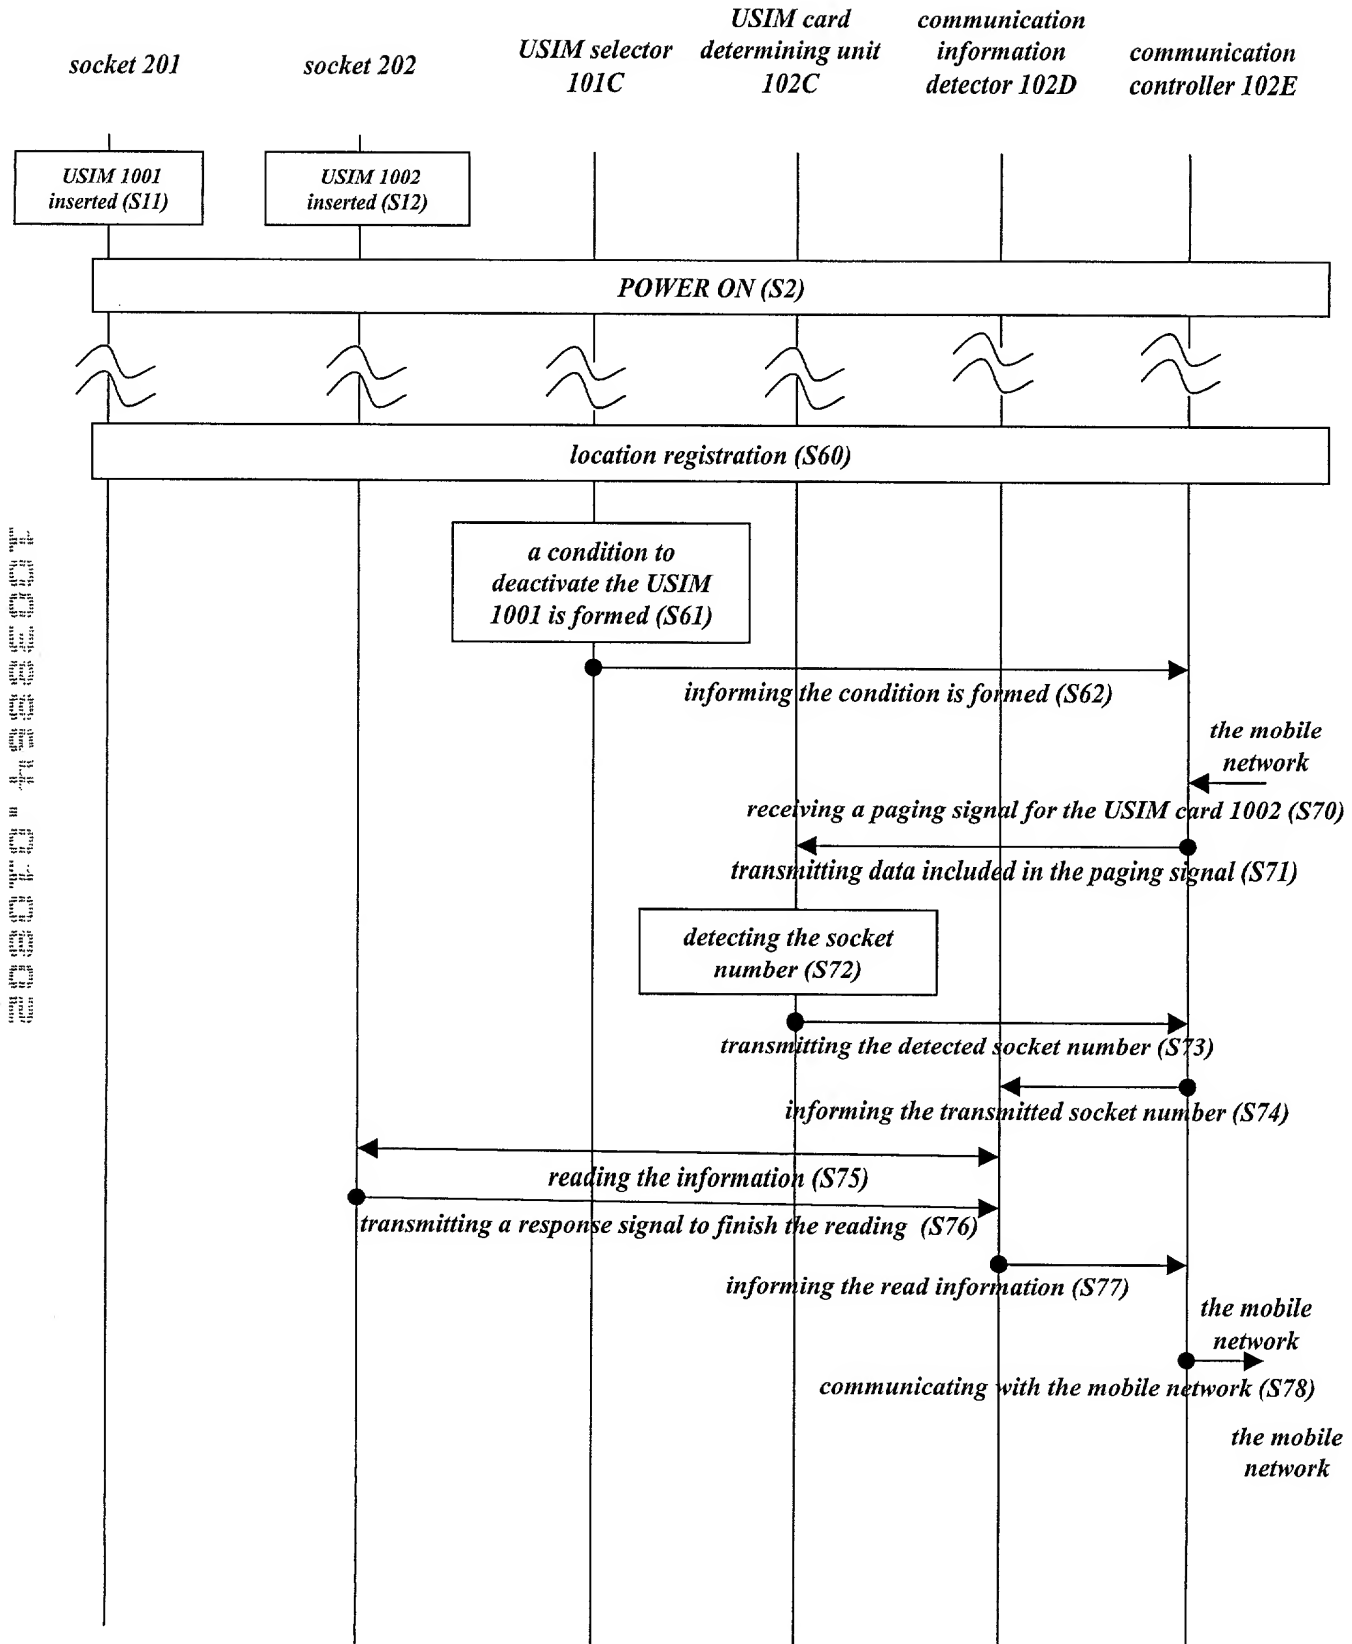 socket 201
socket 202
USIM selector
101C
USIM card
determining unit
102C
communication
information
detector 102D
communication
controller 102E
USIM 1001
inserted (S11)
USIM 1002
inserted (S12)
POWER ON (S2)
location registration (S60)
a condition to
deactivate the USIM
1001 is formed (S61)
informing the condition is formed (S62)
the mobile
network
receiving a paging signal for the USIM card 1002 (S70)
transmitting data included in the paging signal (S71)
detecting the socket
number (S72)
transmitting the detected socket number (S73)
informing the transmitted socket number (S74)
reading the information (S75)
transmitting a response signal to finish the reading (S76)
informing the read information (S77)
the mobile
network
communicating with the mobile network (S78)
the mobile
network